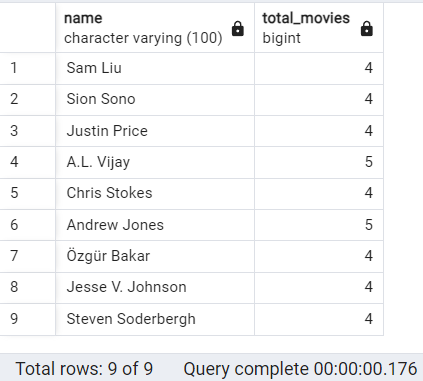 name total_movies
character varying (100) bigint
1 Sam Liu 4
2 Sion Sono 4
3 Justin Price 4
4 A.L. Vijay 5
5 Chris Stokes 4
6 Andrew Jones 5
7 Özgür Bakar 4
8 Jesse V. Johnson 4
9 Steven Soderbergh 4
Total rows: 9 of 9 Query complete 00:00:00.176